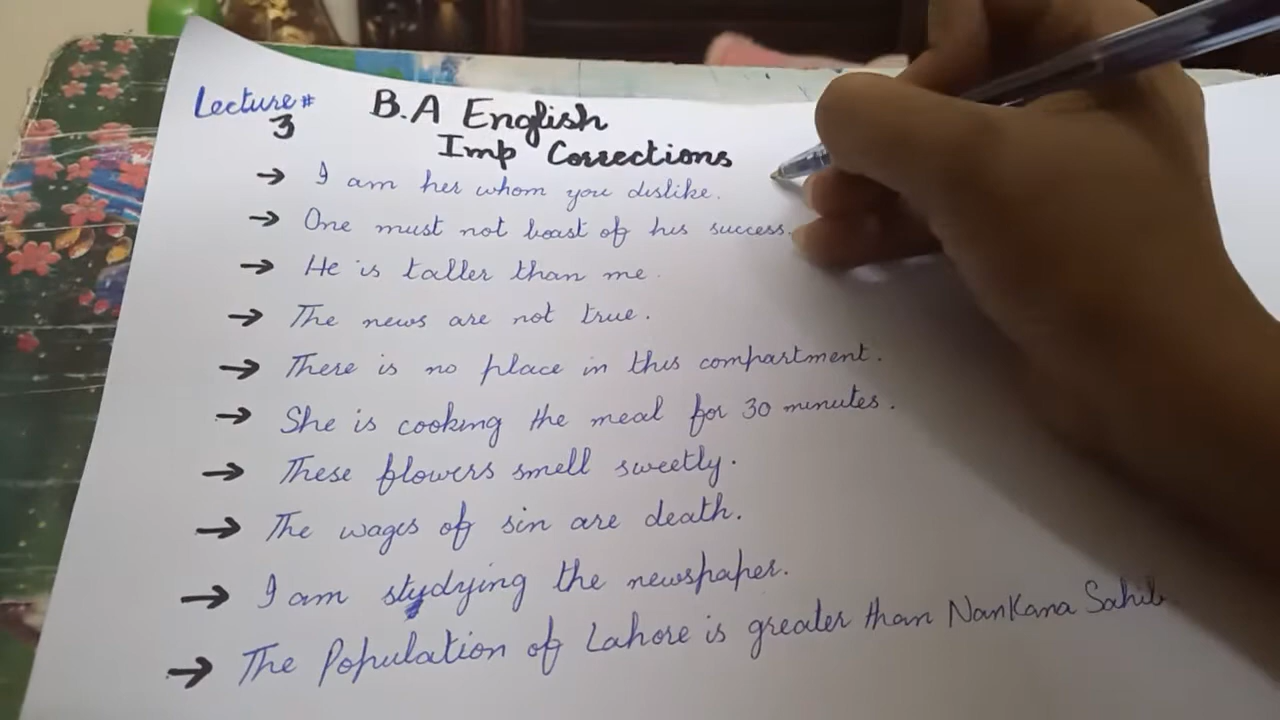 Lecture #
3
B.A English
Imp Corrections
→ I am her whom you dislike.
→ One must not boast of his success.
→ He is taller than me.
→ The news are not true.
→ There is no place in this compartment.
→ She is cooking the meal for 30 minutes.
→ These flowers smell sweetly.
→ The wages of sin are death.
→ I am studying the newspaper.
→ The Population of Lahore is greater than Nankana Sahib.